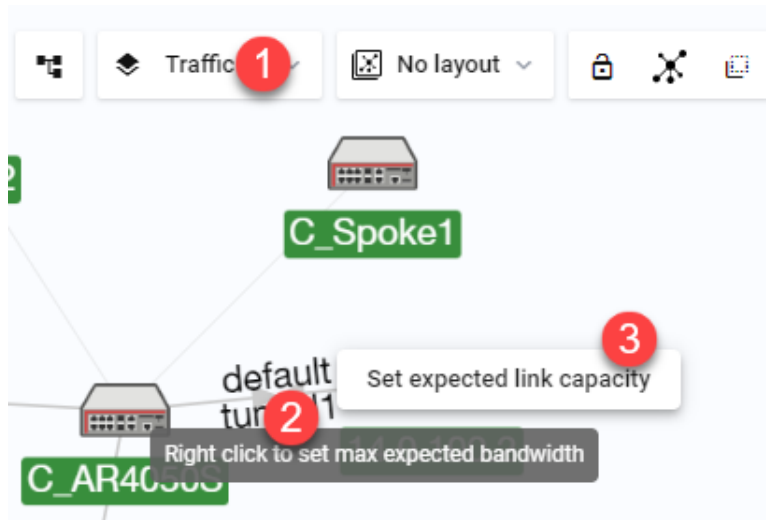 Traffic
1
No layout
2
C_Spoke1
3
default
Set expected link capacity
2
Right click to set max expected bandwidth
C_AR4050S